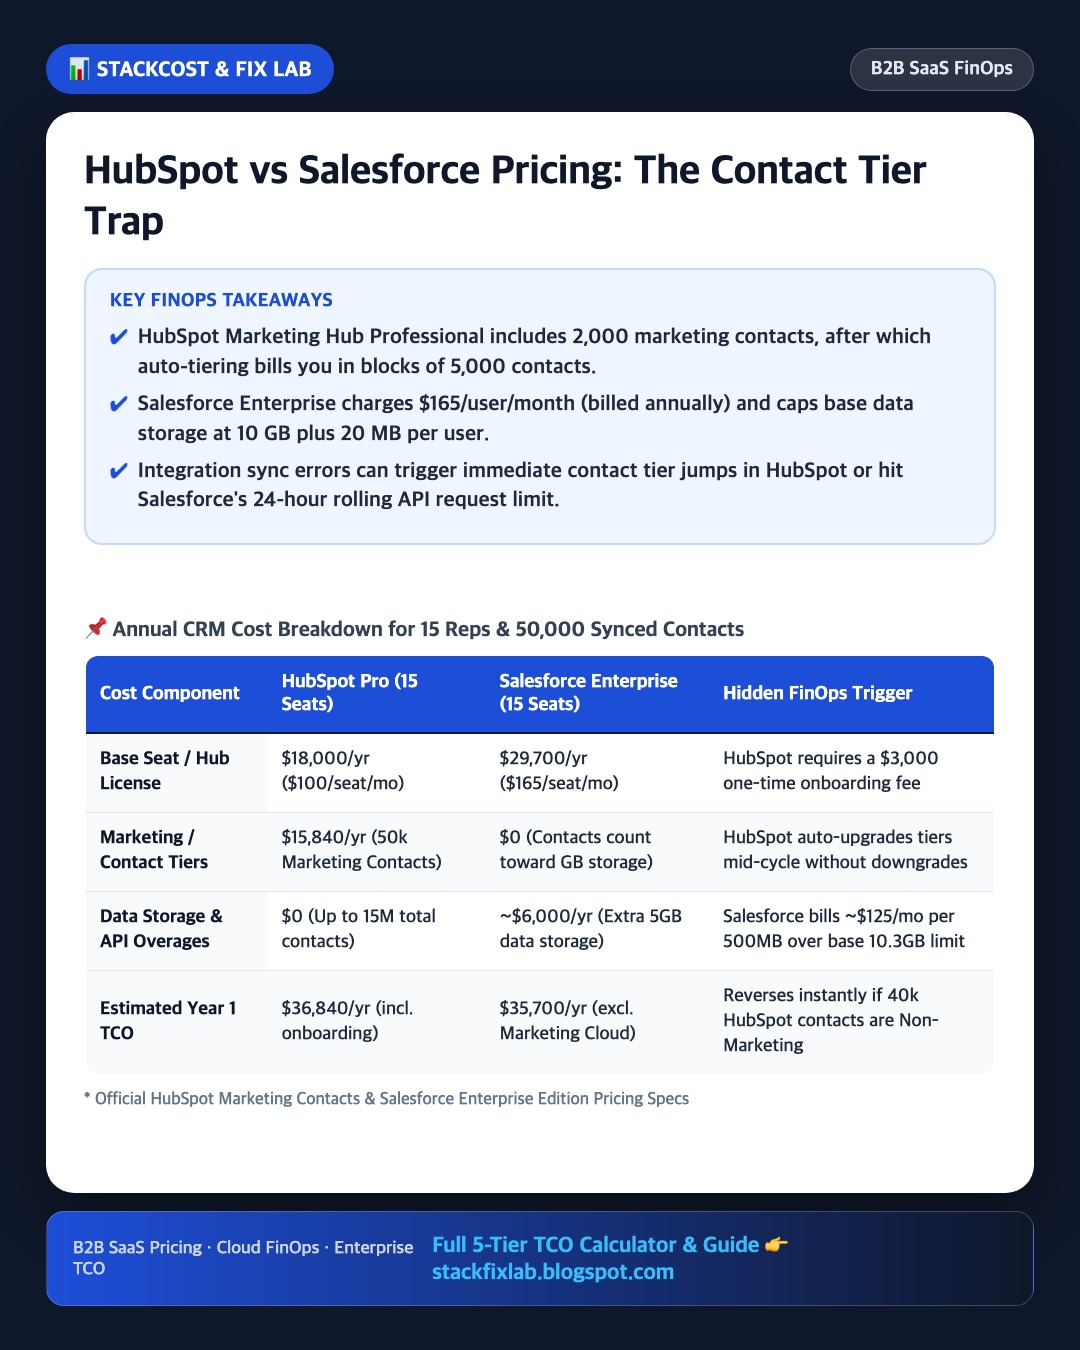 📊 STACKCOST & FIX LAB
B2B SaaS FinOps
HubSpot vs Salesforce Pricing: The Contact Tier
Trap
KEY FINOPS TAKEAWAYS
✔ HubSpot Marketing Hub Professional includes 2,000 marketing contacts, after which
auto-tiering bills you in blocks of 5,000 contacts.
✔ Salesforce Enterprise charges $165/user/month (billed annually) and caps base data
storage at 10 GB plus 20 MB per user.
✔ Integration sync errors can trigger immediate contact tier jumps in HubSpot or hit
Salesforce's 24-hour rolling API request limit.
📌 Annual CRM Cost Breakdown for 15 Reps & 50,000 Synced Contacts
Cost Component
HubSpot Pro (15
Seats)
Salesforce Enterprise
(15 Seats)
Hidden FinOps Trigger
Base Seat / Hub
License
$18,000/yr
($100/seat/mo)
$29,700/yr
($165/seat/mo)
HubSpot requires a $3,000
one-time onboarding fee
Marketing /
Contact Tiers
$15,840/yr (50k
Marketing Contacts)
$0 (Contacts count
toward GB storage)
HubSpot auto-upgrades tiers
mid-cycle without downgrades
Data Storage &
API Overages
$0 (Up to 15M total
contacts)
~$6,000/yr (Extra 5GB
data storage)
Salesforce bills ~$125/mo per
500MB over base 10.3GB limit
Estimated Year 1
TCO
$36,840/yr (incl.
onboarding)
$35,700/yr (excl.
Marketing Cloud)
Reverses instantly if 40k
HubSpot contacts are Non-
Marketing
* Official HubSpot Marketing Contacts & Salesforce Enterprise Edition Pricing Specs
B2B SaaS Pricing · Cloud FinOps · Enterprise
TCO
Full 5-Tier TCO Calculator & Guide 👉
stackfixlab.blogspot.com